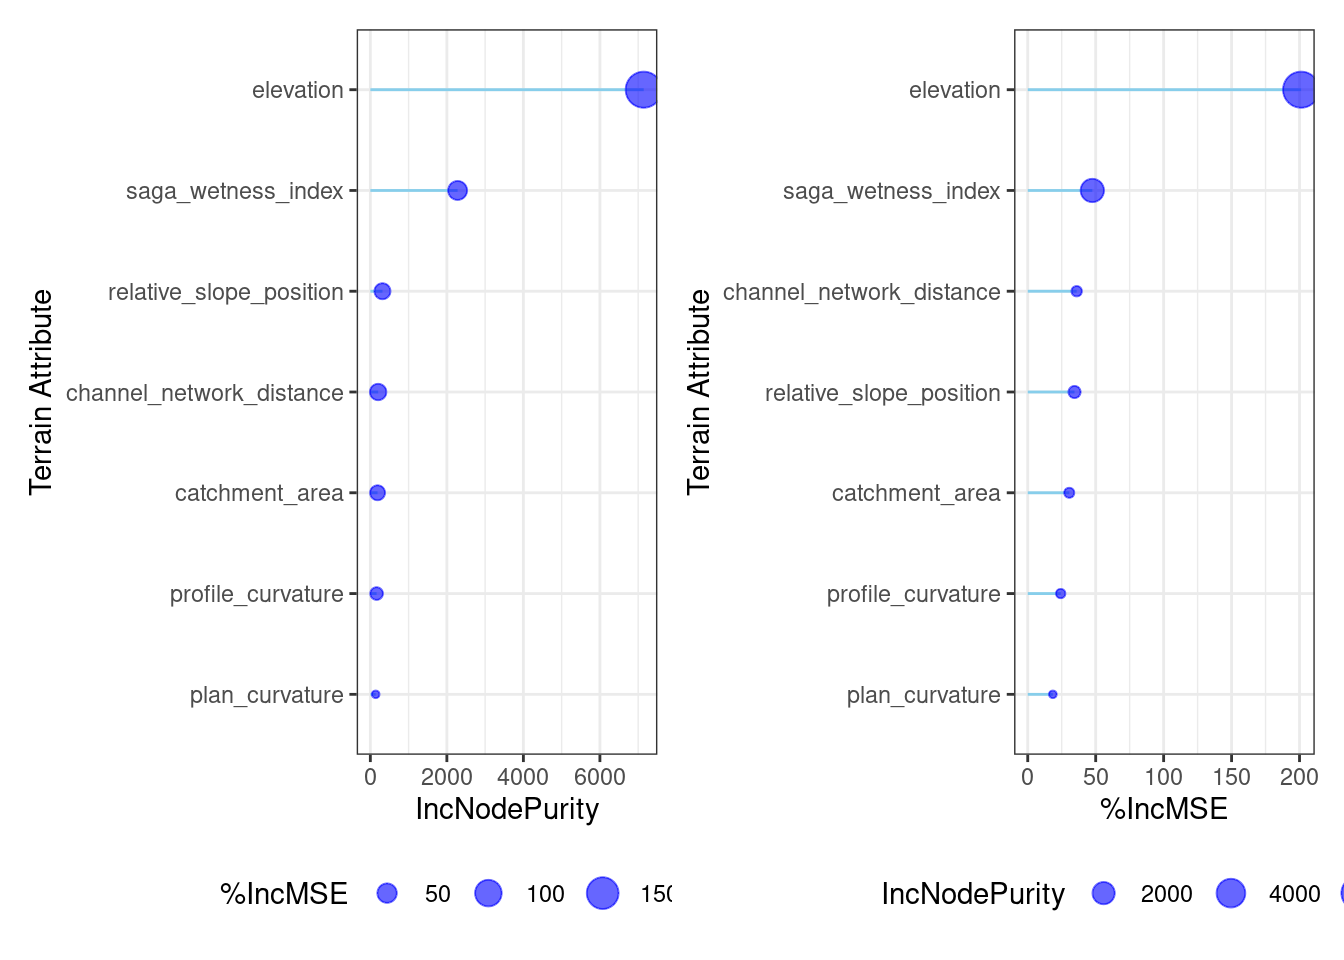 Terrain Attribute
elevation
saga_wetness_index
relative_slope_position
channel_network_distance
catchment_area
profile_curvature
plan_curvature
0 2000 4000 6000
IncNodePurity
%IncMSE 50 100 150
Terrain Attribute
elevation
saga_wetness_index
channel_network_distance
relative_slope_position
catchment_area
profile_curvature
plan_curvature
0 50 100 150 200
%IncMSE
IncNodePurity 2000 4000